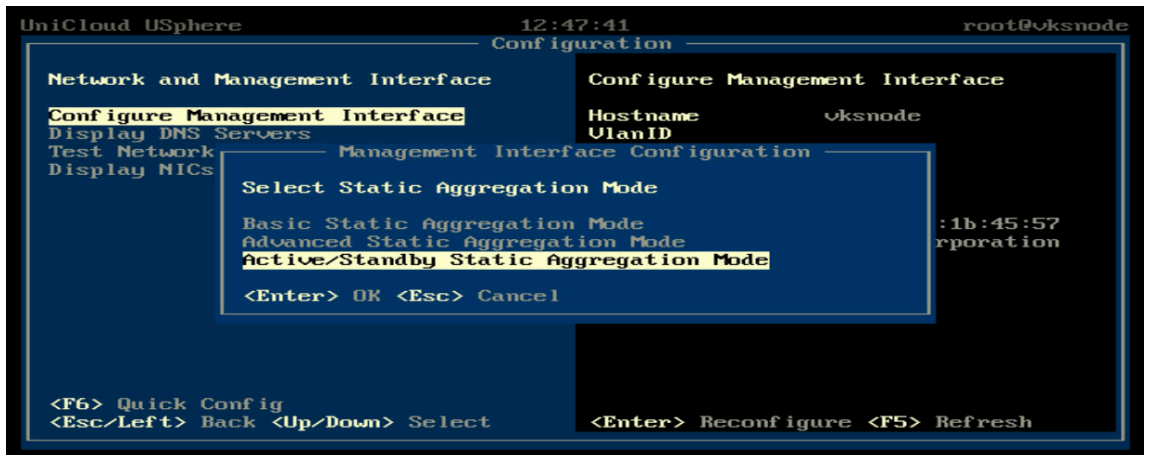 UniCloud USphere 12:47:41 root@vksnode
Configuration
Network and Management Interface
Configure Management Interface
Display DNS Servers
Test Network
Display NICs
Configure Management Interface
Hostname vksnode
VlanID
:1b:45:57
rporation
Management Interface Configuration
Select Static Aggregation Mode
Basic Static Aggregation Mode
Advanced Static Aggregation Mode
Active/Standby Static Aggregation Mode
<Enter> OK <Esc> Cancel
<F6> Quick Config
<Esc/Left> Back <Up/Down> Select
<Enter> Reconfigure <F5> Refresh